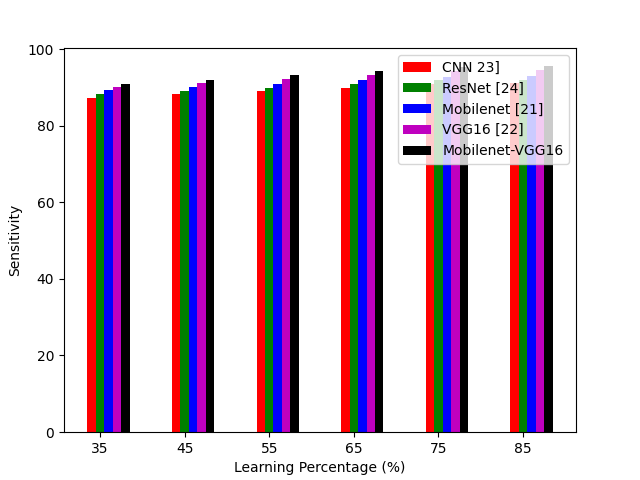 100
80
60
40
20
0
Sensitivity
CNN 23]
ResNet [24]
Mobilenet [21]
VGG16 [22]
Mobilenet-VGG16
35 45 55 65 75 85
Learning Percentage (%)